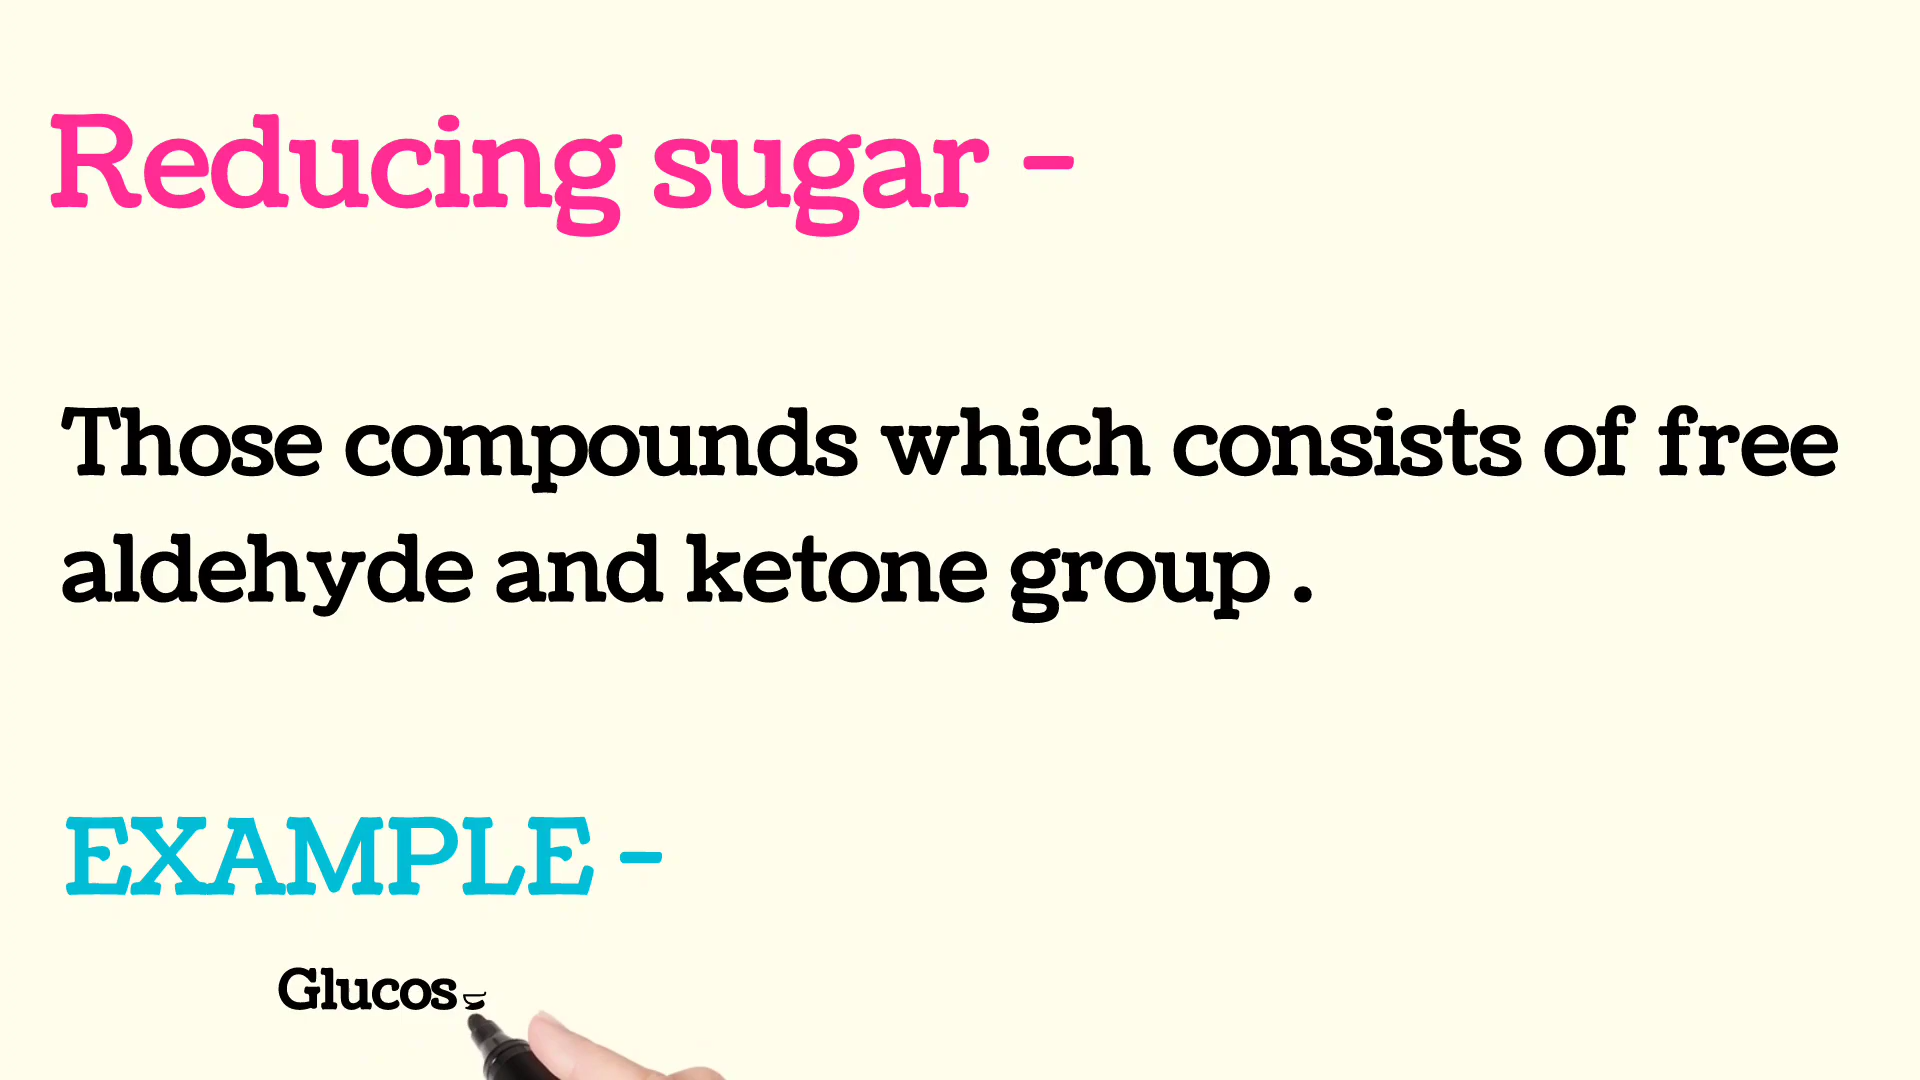 Reducing sugar -
Those compounds which consists of free
aldehyde and ketone group .
EXAMPLE -
Glucos